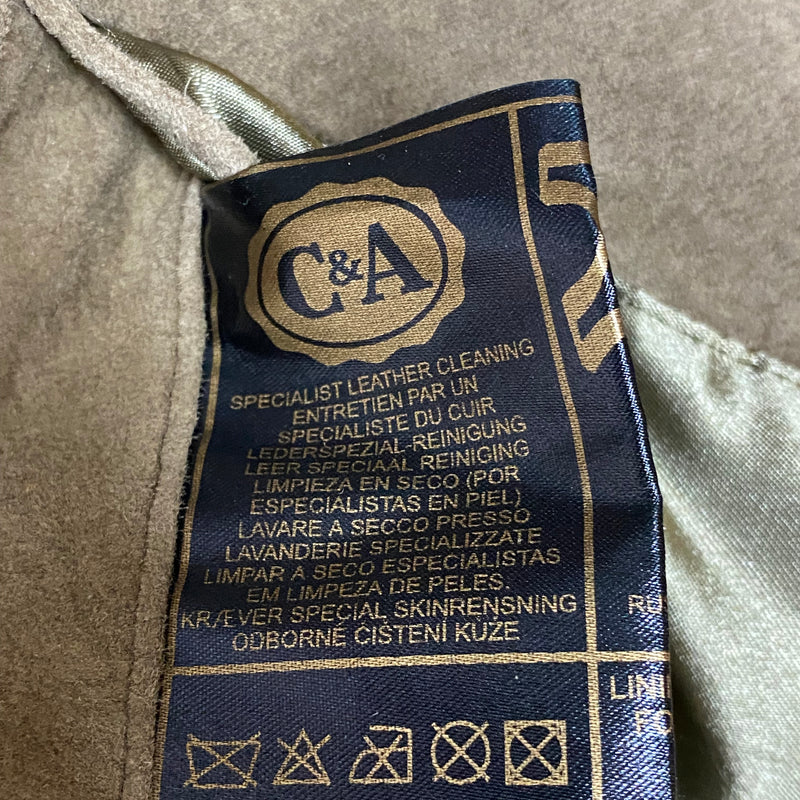 C&A
SPECIALIST LEATHER CLEANING
ENTRETIEN PAR UN
SPECIALISTE DU CUIR
LEDERSPEZIAL-REINIGUNG
LEER SPECIAAL REINIGING
LIMPIEZA EN SECO (POR
ESPECIALISTAS EN PIEL)
LAVARE A SECCO PRESSO
LAVANDERIE SPECIALIZZATE
LIMPAR A SECO ESPECIALISTAS
EM LIMPEZA DE PELES.
KRÆVER SPECIAL SKINRENSNING
ODBORNÉ ČIŠTENÍ KŮŽE